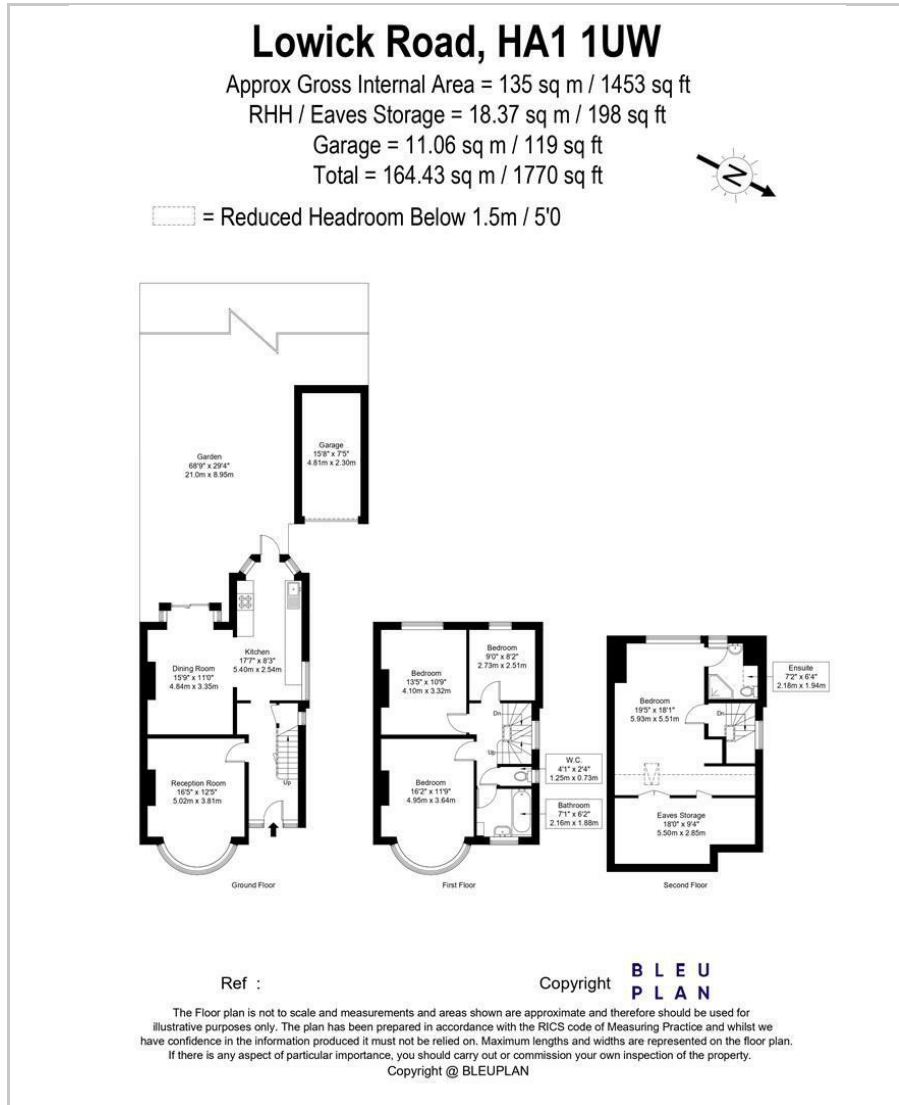 Lowick Road, HA1 1UW
Approx Gross Internal Area = 135 sq m / 1453 sq ft
RHH / Eaves Storage = 18.37 sq m / 198 sq ft
Garage = 11.06 sq m / 119 sq ft
Total = 164.43 sq m / 1770 sq ft
N
= Reduced Headroom Below 1.5m / 5'0
Garage
15'8" x 7'5"
4.81m x 2.30m
Garden
68'9" x 29'4"
21.0m x 8.95m
Kitchen
17'7" x 8'3"
5.40m x 2.54m
Dining Room
15'9" x 11'0"
4.84m x 3.35m
Reception Room
16'5" x 12'5"
5.02m x 3.81m
Up
Ground Floor
Bedroom
9'0" x 8'2"
2.73m x 2.51m
Bedroom
13'5" x 10'9"
4.10m x 3.32m
Dn
Up
W.C.
4'1" x 2'4"
1.25m x 0.73m
Bedroom
16'2" x 11'9"
4.95m x 3.64m
Bathroom
7'1" x 6'2"
2.16m x 1.88m
First Floor
Ensuite
7'2" x 6'4"
2.18m x 1.94m
Bedroom
19'5" x 18'1"
5.93m x 5.51m
Dn
Eaves Storage
18'0" x 9'4"
5.50m x 2.85m
Second Floor
Ref :
Copyright
BLEU
PLAN
The Floor plan is not to scale and measurements and areas shown are approximate and therefore should be used for
illustrative purposes only. The plan has been prepared in accordance with the RICS code of Measuring Practice and whilst we
have confidence in the information produced it must not be relied on. Maximum lengths and widths are represented on the floor plan.
If there is any aspect of particular importance, you should carry out or commission your own inspection of the property.
Copyright @ BLEUPLAN